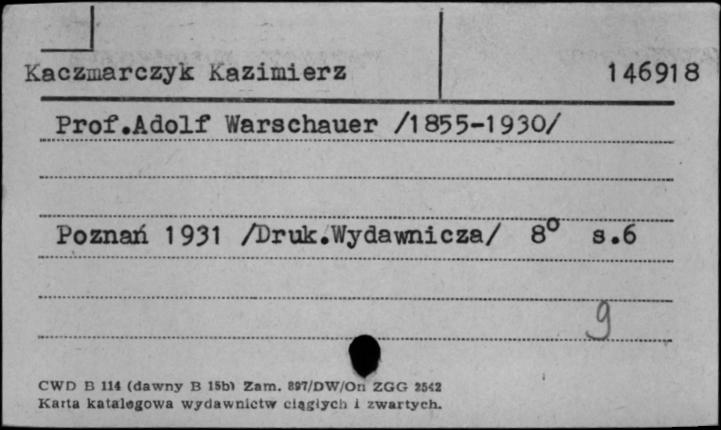 Kaczmarczyk Kazimierz 146918
Prof.Adolf Warschauer /1855-1930/
Poznań 1931 /Druk.Wydawnicza/ 8° s.6
9
CWD B 114 (dawny B 15b) Zam. 897/DW/On ZGG 2542
Karta katalogowa wydawnictw ciągłych i zwartych.